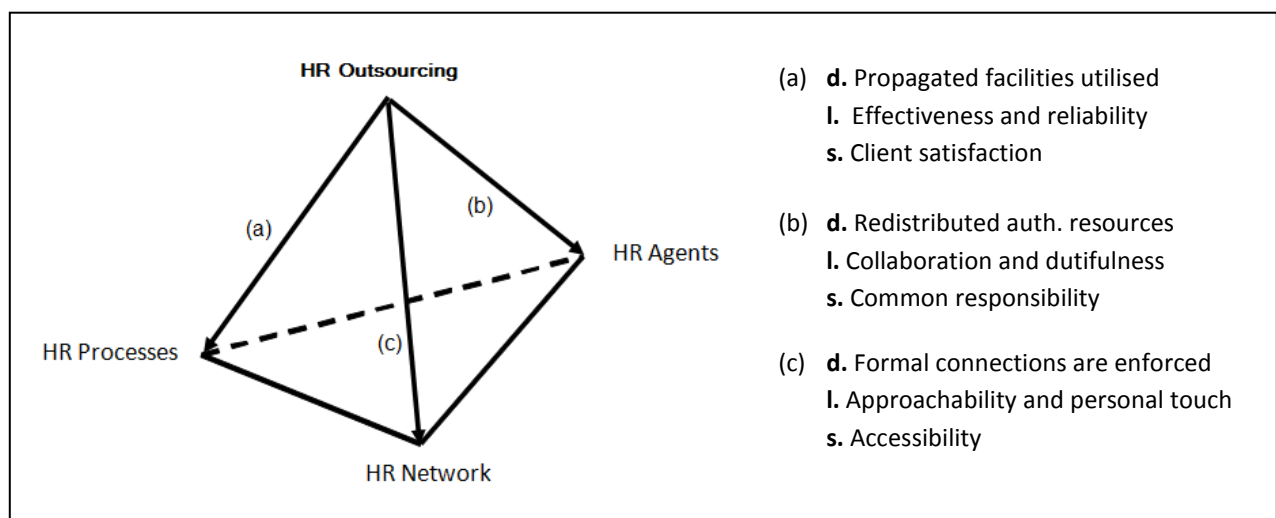 HR Outsourcing
(a)
(b)
(c)
HR Agents
HR Processes
HR Network
(a) d. Propagated facilities utilised
l. Effectiveness and reliability
s. Client satisfaction
(b) d. Redistributed auth. resources
l. Collaboration and dutifulness
s. Common responsibility
(c) d. Formal connections are enforced
l. Approachability and personal touch
s. Accessibility